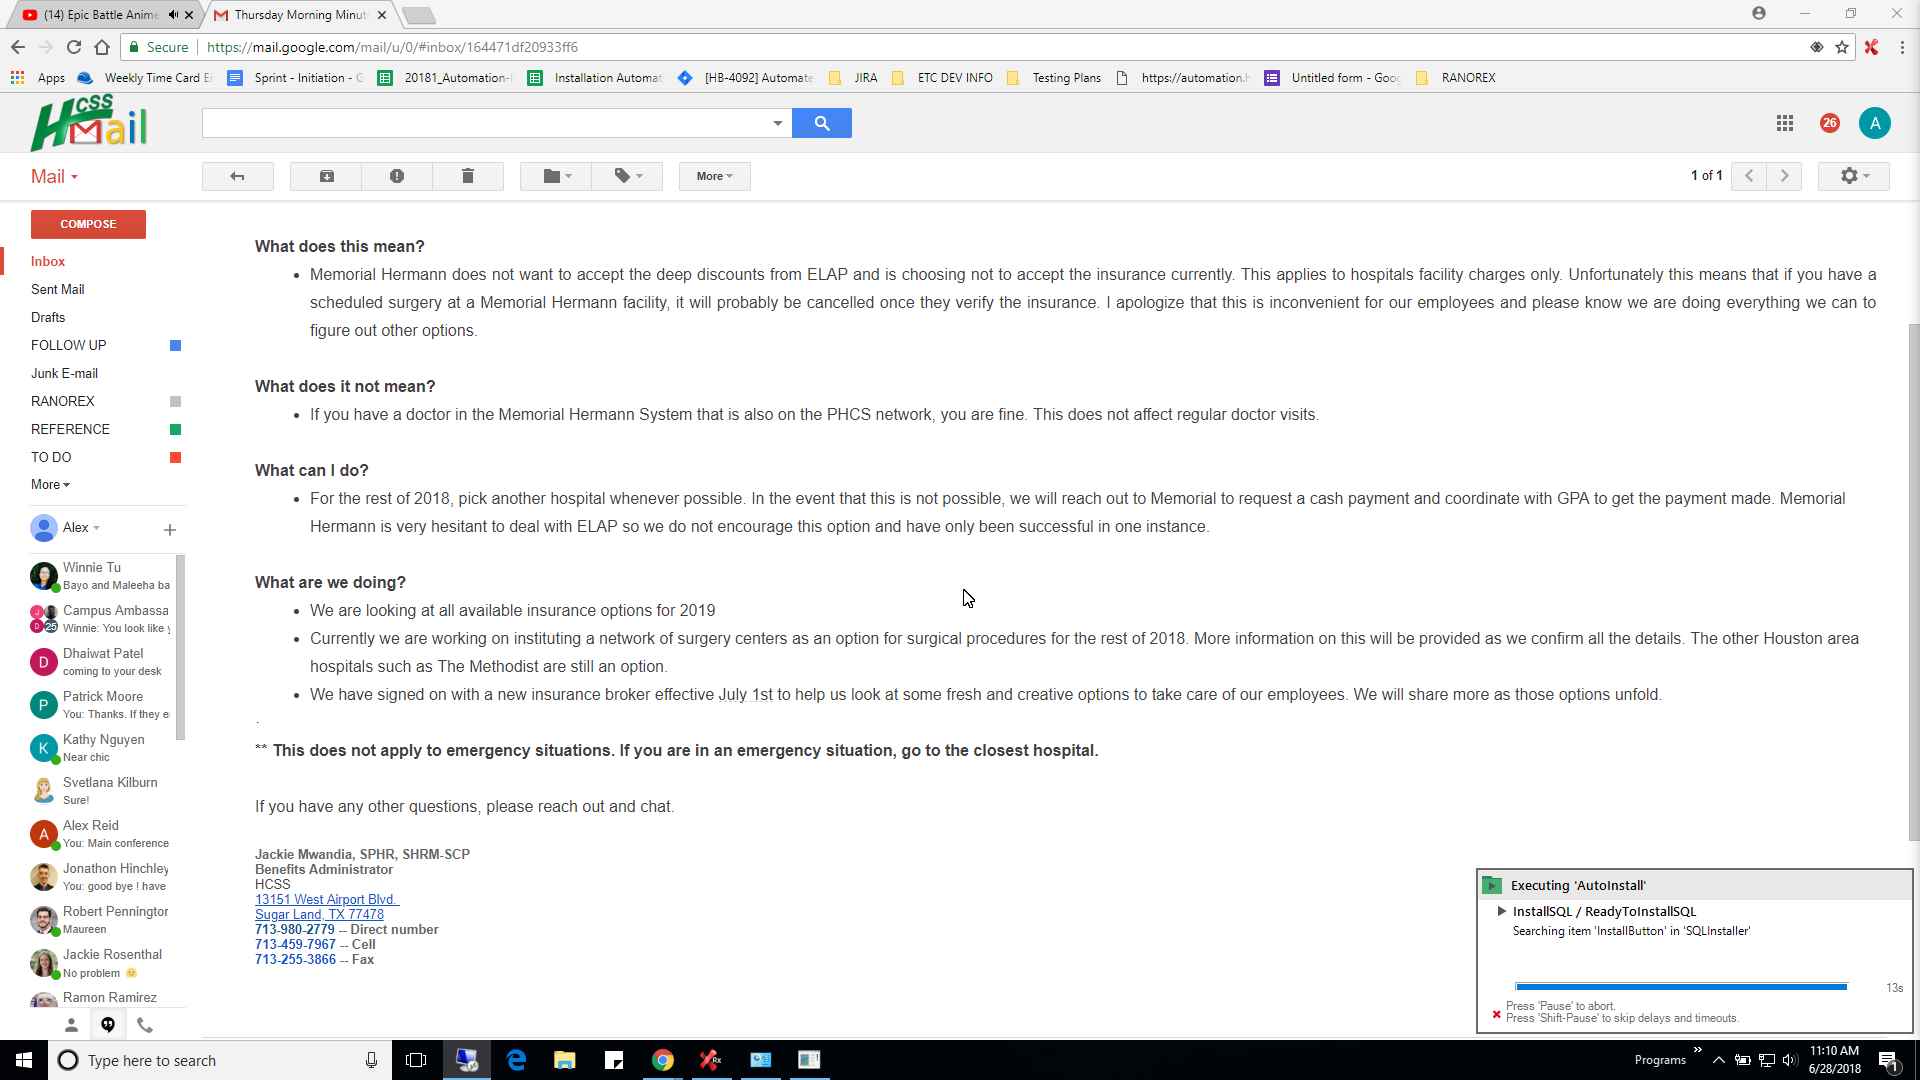 (14) Epic Battle Anime
Thursday Morning Minut
Secure
https://mail.google.com/mail/u/0/#inbox/164471df20933ff6
Apps
Weekly Time Card E
Sprint - Initiation - G
20181_Automation-
Installation Automat
[HB-4092] Automate
JIRA
ETC DEV INFO
Testing Plans
https://automation.h
Untitled form - Goog
RANOREX
HCSS
Mail
26
A
Mail
More
1 of 1
COMPOSE
Inbox
Sent Mail
Drafts
FOLLOW UP
Junk E-mail
RANOREX
REFERENCE
TO DO
More
Alex
Winnie Tu
Bayo and Maleeha ba
Campus Ambassa
Winnie: You look like y
Dhaiwat Patel
coming to your desk
Patrick Moore
You: Thanks. If they e
Kathy Nguyen
Near chic
Svetlana Kilburn
Sure!
Alex Reid
You: Main conference
Jonathon Hinchley
You: good bye ! have
Robert Pennington
Maureen
Jackie Rosenthal
No problem
Ramon Ramirez
What does this mean?
• Memorial Hermann does not want to accept the deep discounts from ELAP and is choosing not to accept the insurance currently. This applies to hospitals facility charges only. Unfortunately this means that if you have a
scheduled surgery at a Memorial Hermann facility, it will probably be cancelled once they verify the insurance. I apologize that this is inconvenient for our employees and please know we are doing everything we can to
figure out other options.
What does it not mean?
• If you have a doctor in the Memorial Hermann System that is also on the PHCS network, you are fine. This does not affect regular doctor visits.
What can I do?
• For the rest of 2018, pick another hospital whenever possible. In the event that this is not possible, we will reach out to Memorial to request a cash payment and coordinate with GPA to get the payment made. Memorial
Hermann is very hesitant to deal with ELAP so we do not encourage this option and have only been successful in one instance.
What are we doing?
• We are looking at all available insurance options for 2019
• Currently we are working on instituting a network of surgery centers as an option for surgical procedures for the rest of 2018. More information on this will be provided as we confirm all the details. The other Houston area
hospitals such as The Methodist are still an option.
• We have signed on with a new insurance broker effective July 1st to help us look at some fresh and creative options to take care of our employees. We will share more as those options unfold.
.
** This does not apply to emergency situations. If you are in an emergency situation, go to the closest hospital.
If you have any other questions, please reach out and chat.
Jackie Mwandia, SPHR, SHRM-SCP
Benefits Administrator
HCSS
13151 West Airport Blvd.
Sugar Land, TX 77478
713-980-2779 -- Direct number
713-459-7967 -- Cell
713-255-3866 -- Fax
Executing 'AutoInstall'
InstallSQL / ReadyToInstallSQL
Searching item 'InstallButton' in 'SQLInstaller'
13s
Press 'Pause' to abort.
Press 'Shift-Pause' to skip delays and timeouts.
Type here to search
Programs
11:10 AM
6/28/2018
1